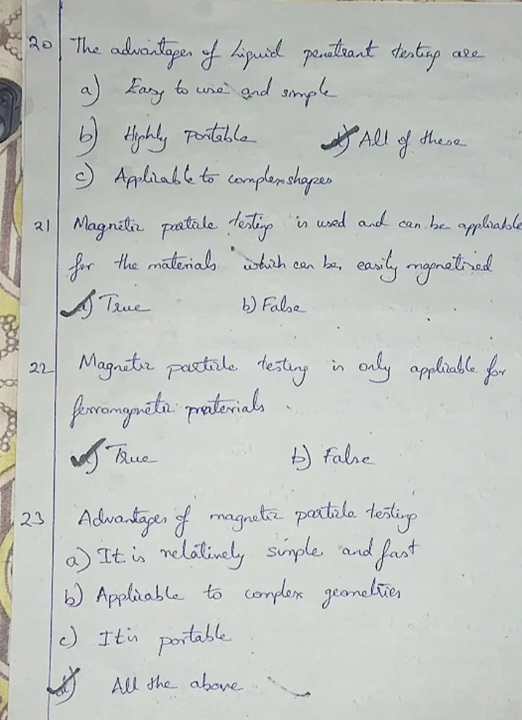 20 The advantages of Liquid penetrant testing are
a) Easy to use and simple
b) Highly Portable d) All of these
c) Applicable to complex shapes
21 Magnetic particle testing is used and can be applicable
for the materials which can be, easily magnetized
a) True b) False
22 Magnetic particle testing is only applicable for
ferromagnetic materials.
a) True b) False
23 Advantages of magnetic particle testing
a) It is relatively simple and fast
b) Applicable to complex geometries
c) It is portable
d) All the above